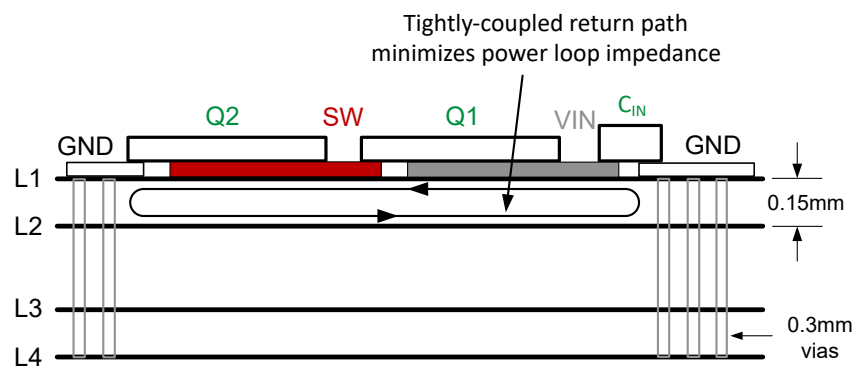 Tightly-coupled return path
minimizes power loop impedance
Q2
SW
Q1
VIN
CIN
GND
GND
L1
0.15mm
L2
L3
0.3mm
vias
L4